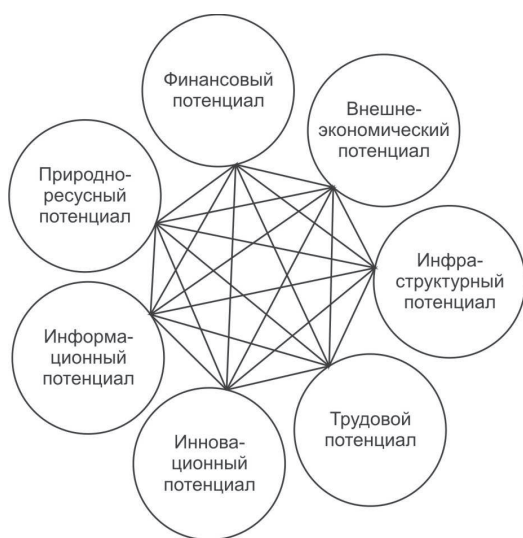 Финансовый
потенциал
Внешне-
экономический
потенциал
Инфра-
структурный
потенциал
Трудовой
потенциал
Иннова-
ционный
потенциал
Информа-
ционный
потенциал
Природно-
ресусный
потенциал